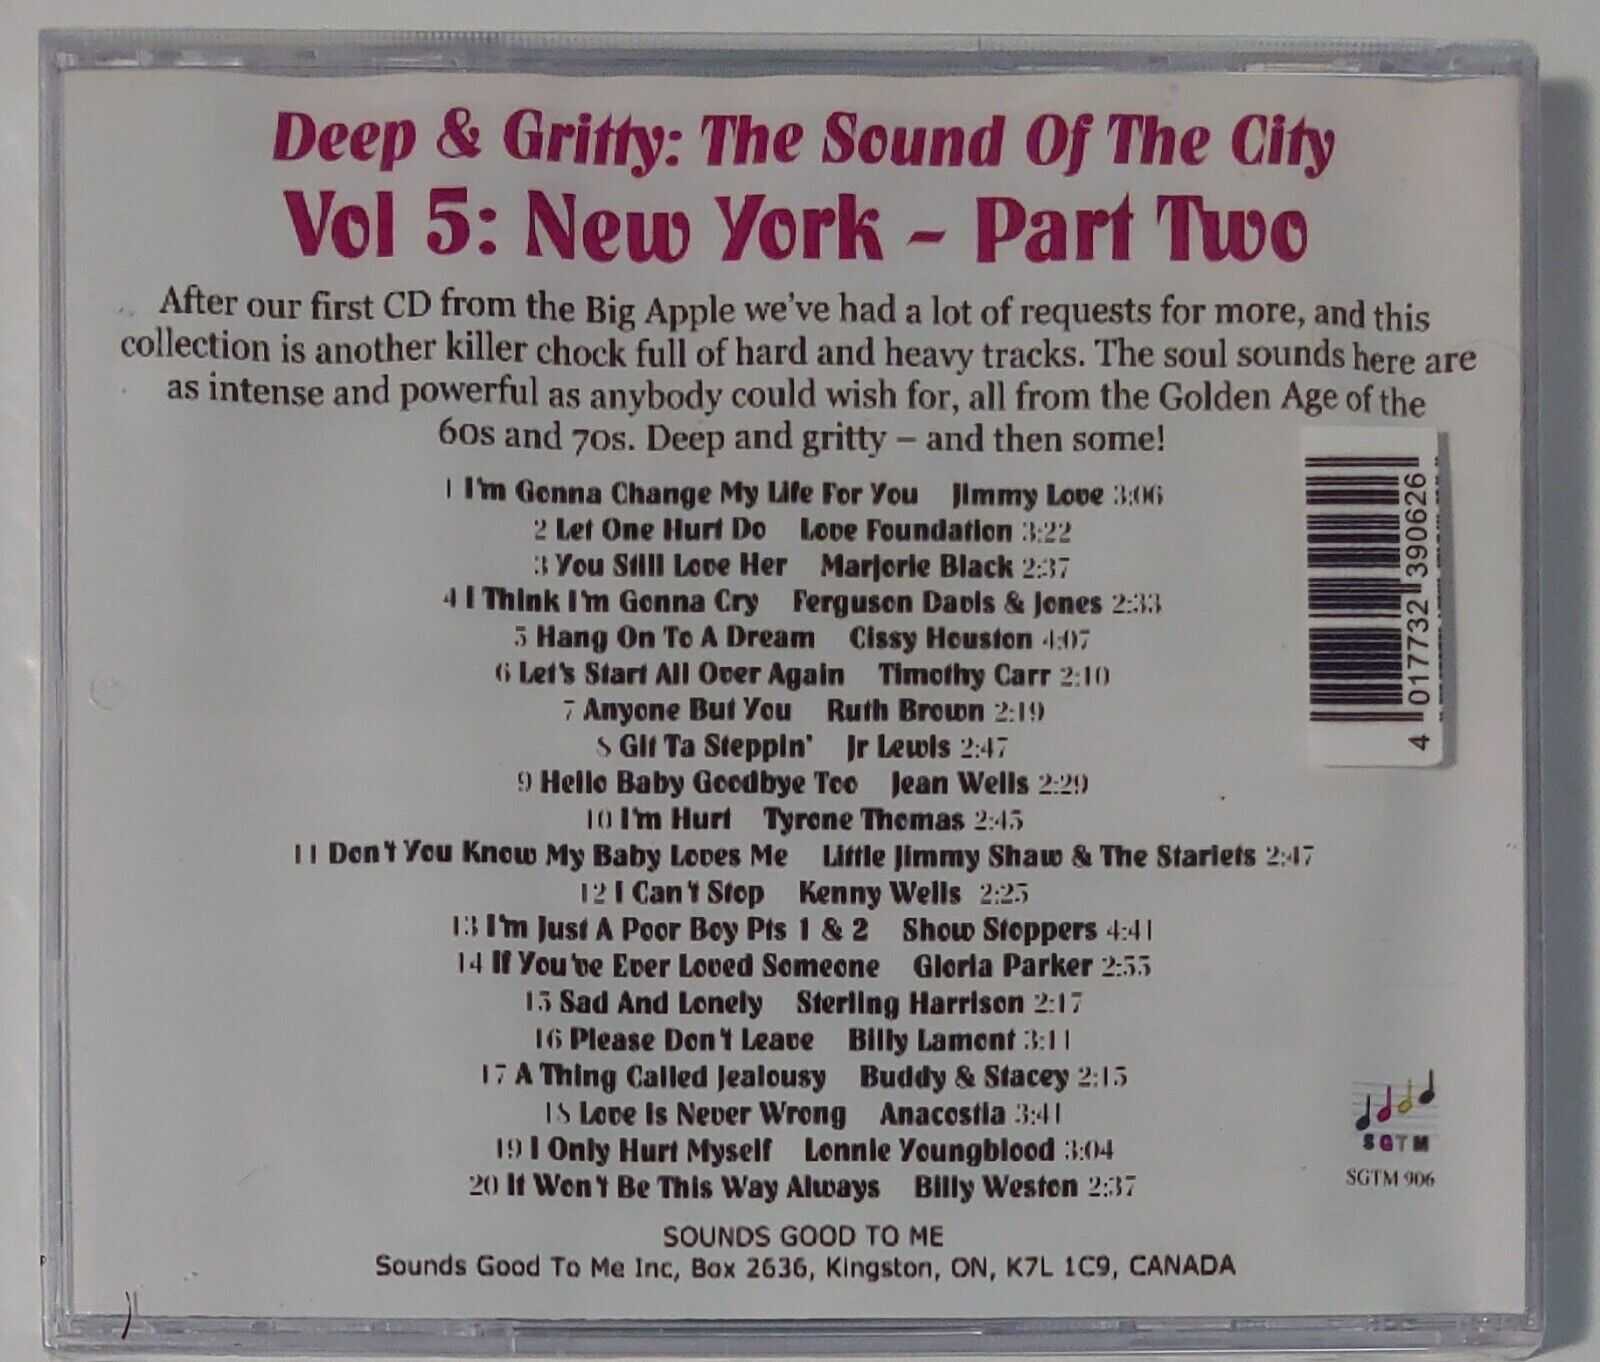 Deep & Gritty: The Sound Of The City
Vol 5: New York - Part Two
After our first CD from the Big Apple we've had a lot of requests for more, and this
collection is another killer chock full of hard and heavy tracks. The soul sounds here are
as intense and powerful as anybody could wish for, all from the Golden Age of the
60s and 70s. Deep and gritty – and then some!
1 I'm Gonna Change My Life For You Jimmy Love 3:06
2 Let One Hurt Do Love Foundation 3:22
3 You Still Love Her Marjorie Black 2:37
4 I Think I'm Gonna Cry Ferguson Davis & Jones 2:33
5 Hang On To A Dream Cissy Houston 4:07
6 Let's Start All Over Again Timothy Carr 2:10
7 Anyone But You Ruth Brown 2:19
8 Git Ta Steppin' Jr Lewis 2:47
9 Hello Baby Goodbye Too Jean Wells 2:29
10 I'm Hurt Tyrone Thomas 2:45
11 Don't You Know My Baby Loves Me Little Jimmy Shaw & The Starlets 2:47
12 I Can't Stop Kenny Wells 2:25
13 I'm Just A Poor Boy Pts 1 & 2 Show Stoppers 4:41
14 If You've Ever Loved Someone Gloria Parker 2:55
15 Sad And Lonely Sterling Harrison 2:17
16 Please Don't Leave Billy Lamont 3:11
17 A Thing Called Jealousy Buddy & Stacey 2:15
18 Love Is Never Wrong Anacostia 3:41
19 I Only Hurt Myself Lonnie Youngblood 3:04
20 It Won't Be This Way Always Billy Weston 2:37
SOUNDS GOOD TO ME
Sounds Good To Me Inc, Box 2636, Kingston, ON, K7L 1C9, CANADA
4 017732 390626
SGTM
SGTM 906